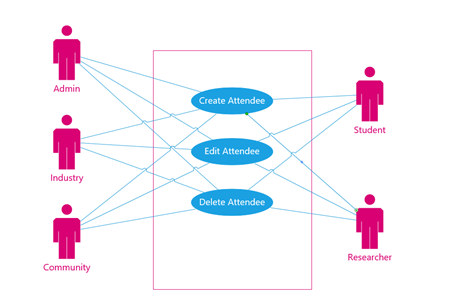 Admin
Create Attendee
Student
Industry
Edit Attendee
Delete Attendee
Community
Researcher